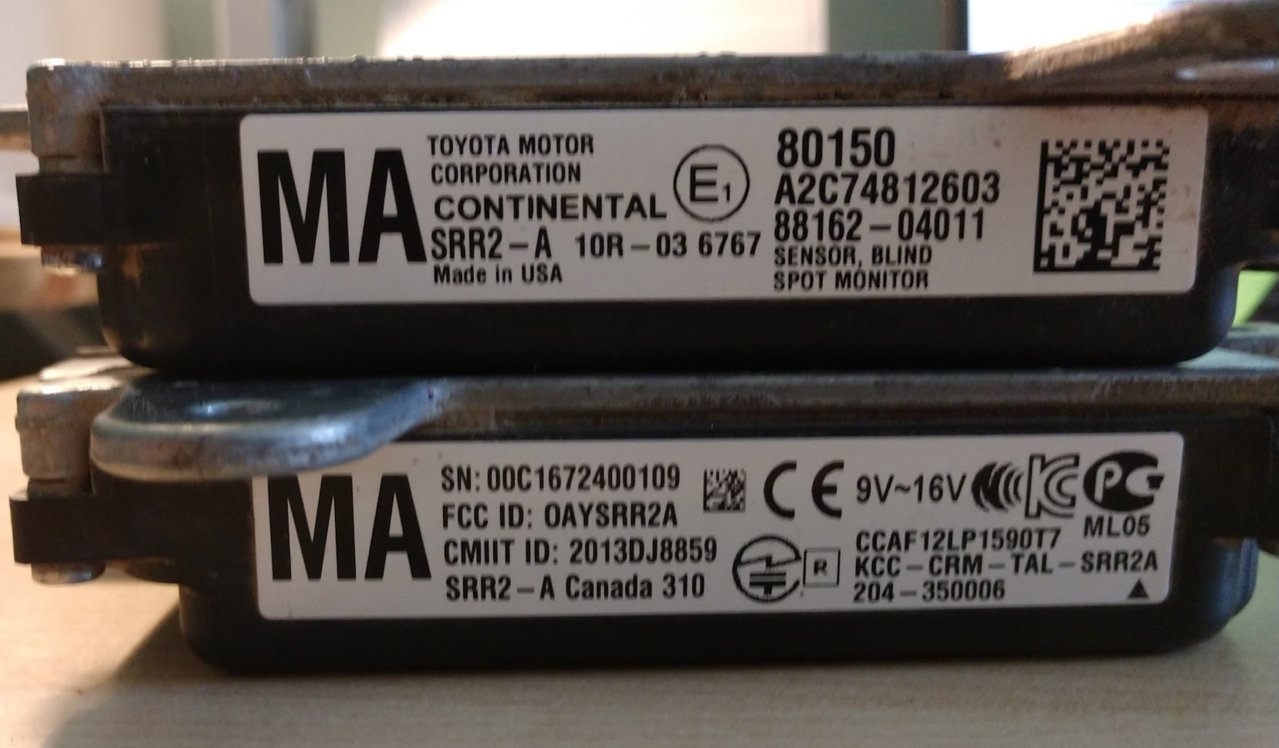 MA
TOYOTA MOTOR
CORPORATION
CONTINENTAL
SRR2-A 10R-03 6767
Made in USA
E1
80150
A2C74812603
88162-04011
SENSOR, BLIND
SPOT MONITOR
MA
SN: 00C1672400109
FCC ID: OAYSRR2A
CMIIT ID: 2013DJ8859
SRR2-A Canada 310
CE 9V~16V
R
ML05
CCAF12LP1590T7
KCC-CRM-TAL-SRR2A
204-350006